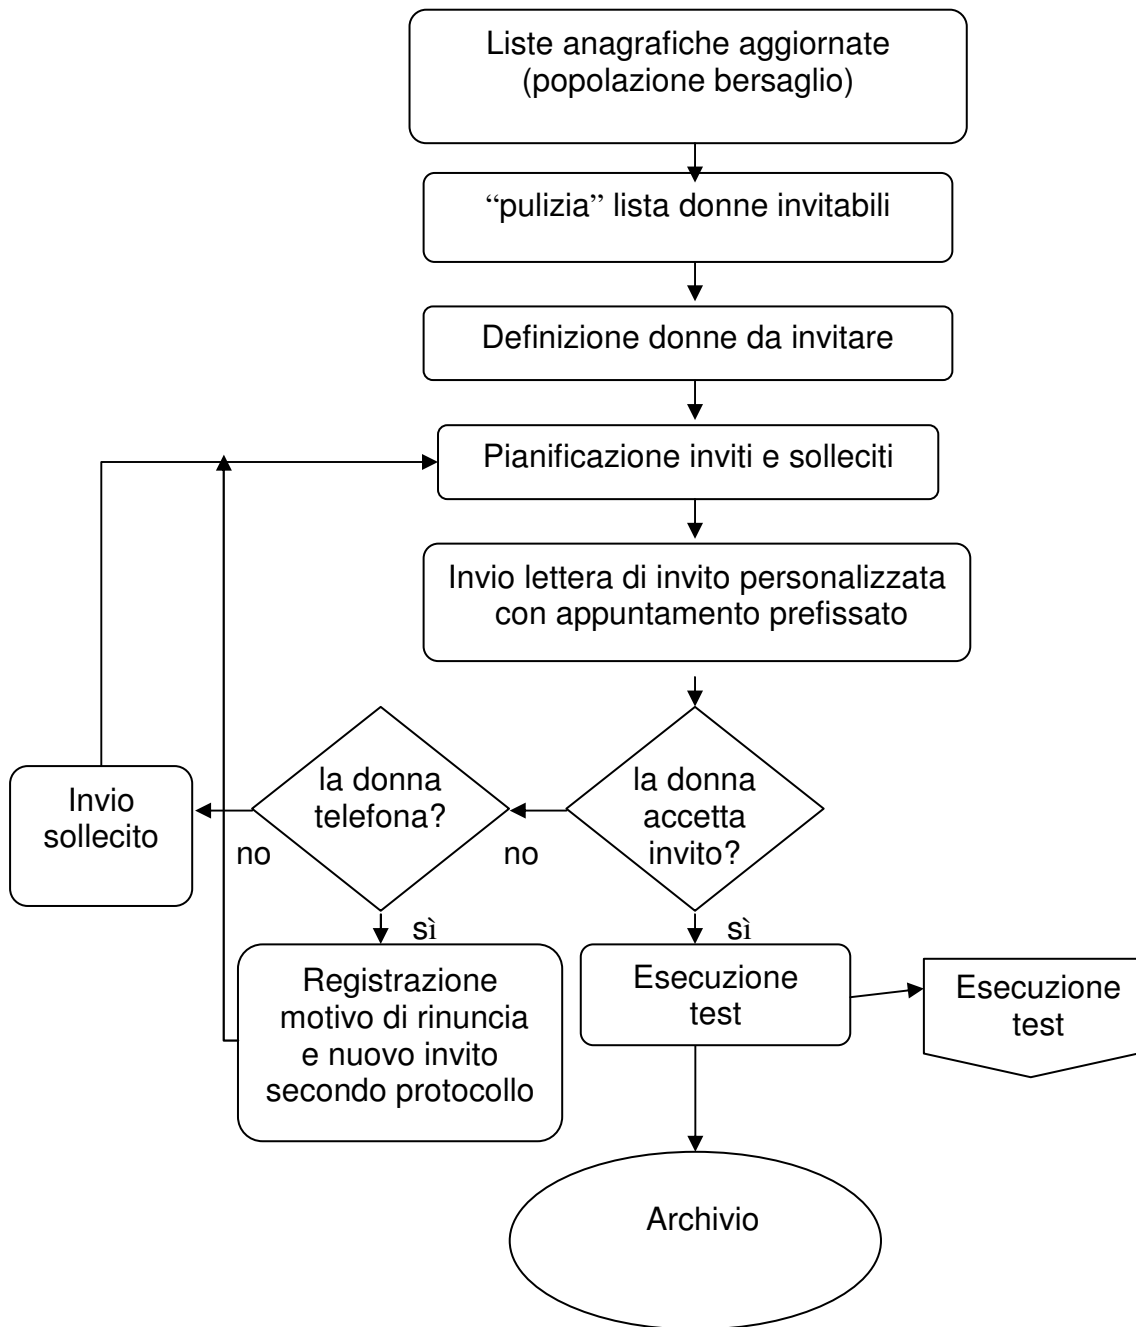 Liste anagrafiche aggiornate
(popolazione bersaglio)
“pulizia” lista donne invitabili
Definizione donne da invitare
Pianificazione inviti e solleciti
Invio lettera di invito personalizzata
con appuntamento prefissato
la donna
accetta
invito?
no
la donna
telefona?
no
Invio
sollecito
sì
Registrazione
motivo di rinuncia
e nuovo invito
secondo protocollo
sì
Esecuzione
test
Esecuzione
test
Archivio